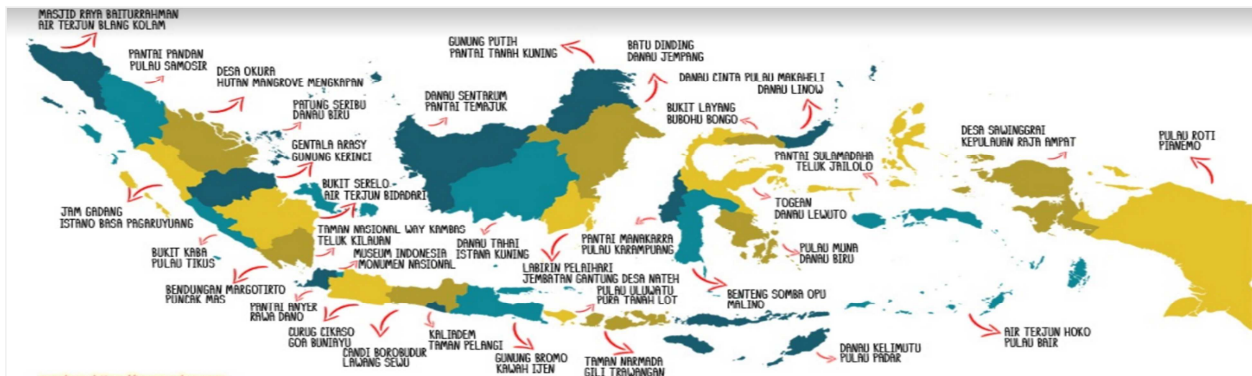 MASJID RAYA BAITURRAHMAN
AIR TERJUN BLANG KOLAM
PANTAI PANDAN
PULAU SAMOSIR
DESA OKURA
HUTAN MANGROVE MENGKAPAN
PATUNG SERIBU
DANAU BIRU
GENTALA ARASY
GUNUNG KERINCI
BUKIT SERELO
AIR TERJUN BIDADARI
JAM GADANG
ISTANO BASA PAGARUYUANG
BUKIT KABA
PULAU TIKUS
TAMAN NASIONAL WAY KAMBAS
TELUK KILAUAN
MUSEUM INDONESIA
MONUMEN NASIONAL
BENDUNGAN MARGOTIRTO
PUNCAK MAS
PANTAI ANYER
RAWA DANO
CURUG CIKASO
GOA BUNIAYU
CANDI BOROBUDUR
LAWANG SEWU
KALIADEM
TAMAN PELANGI
GUNUNG BROMO
KAWAH IJEN
PULAU ULUWATU
PURA TANAH LOT
TAMAN NARMADA
GILI TRAWANGAN
GUNUNG PUTIH
PANTAI TANAH KUNING
BATU DINDING
DANAU JEMPANG
DANAU SENTARUM
PANTAI TEMAJUK
DANAU TAHAI
ISTANA KUNING
LABIRIN PELAIHARI
JEMBATAN GANTUNG DESA NATEH
DANAU CINTA PULAU MAKAHELI
DANAU LINOW
BUKIT LAYANG
BUBOHU BONGO
PANTAI SULAMADAHA
TELUK JAILOLO
TOGEAN
DANAU LEWUTO
PANTAI MANAKARRA
PULAU KARAMPUANG
PULAU MUNA
DANAU BIRU
BENTENG SOMBA OPU
MALINO
DANAU KELIMUTU
PULAU PADAR
AIR TERJUN HOKO
PULAU BAIR
DESA SAWINGGRAI
KEPULAUAN RAJA AMPAT
PULAU ROTI
PIANEMO